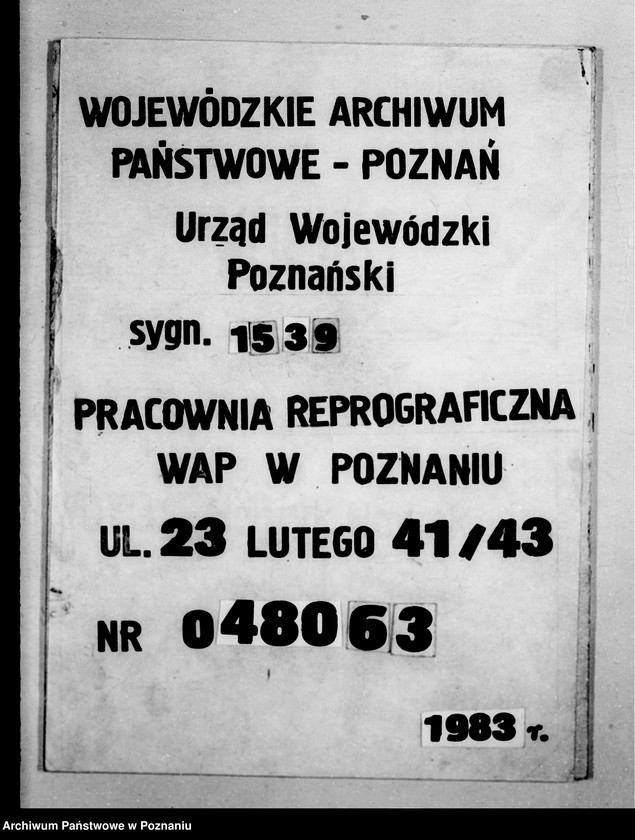 WOJEWÓDZKIE ARCHIWUM
PAŃSTWOWE - POZNAŃ
Urząd Wojewódzki
Poznański
sygn. 1539
PRACOWNIA REPROGRAFICZNA
WAP W POZNANIU
UL. 23 LUTEGO 41/43
NR 048063
1983 r.
Archiwum Państwowe w Poznaniu